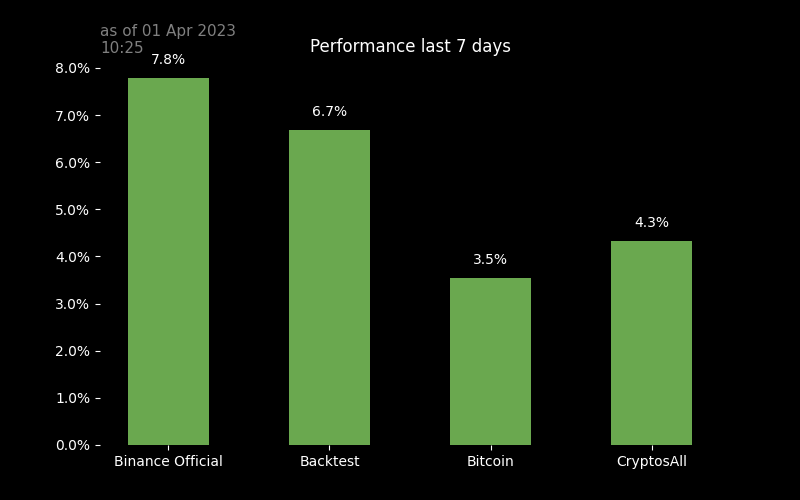 as of 01 Apr 2023
10:25
Performance last 7 days
8.0%
7.0%
6.0%
5.0%
4.0%
3.0%
2.0%
1.0%
0.0%
7.8%
6.7%
3.5%
4.3%
Binance Official
Backtest
Bitcoin
CryptosAll